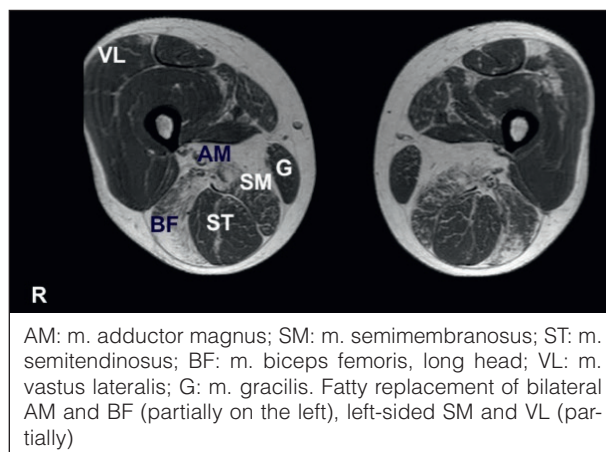 VL
AM
G
SM
BF
ST
R
AM: m. adductor magnus; SM: m. semimembranosus; ST: m.
semitendinosus; BF: m. biceps femoris, long head; VL: m.
vastus lateralis; G: m. gracilis. Fatty replacement of bilateral
AM and BF (partially on the left), left-sided SM and VL (par-
tially)